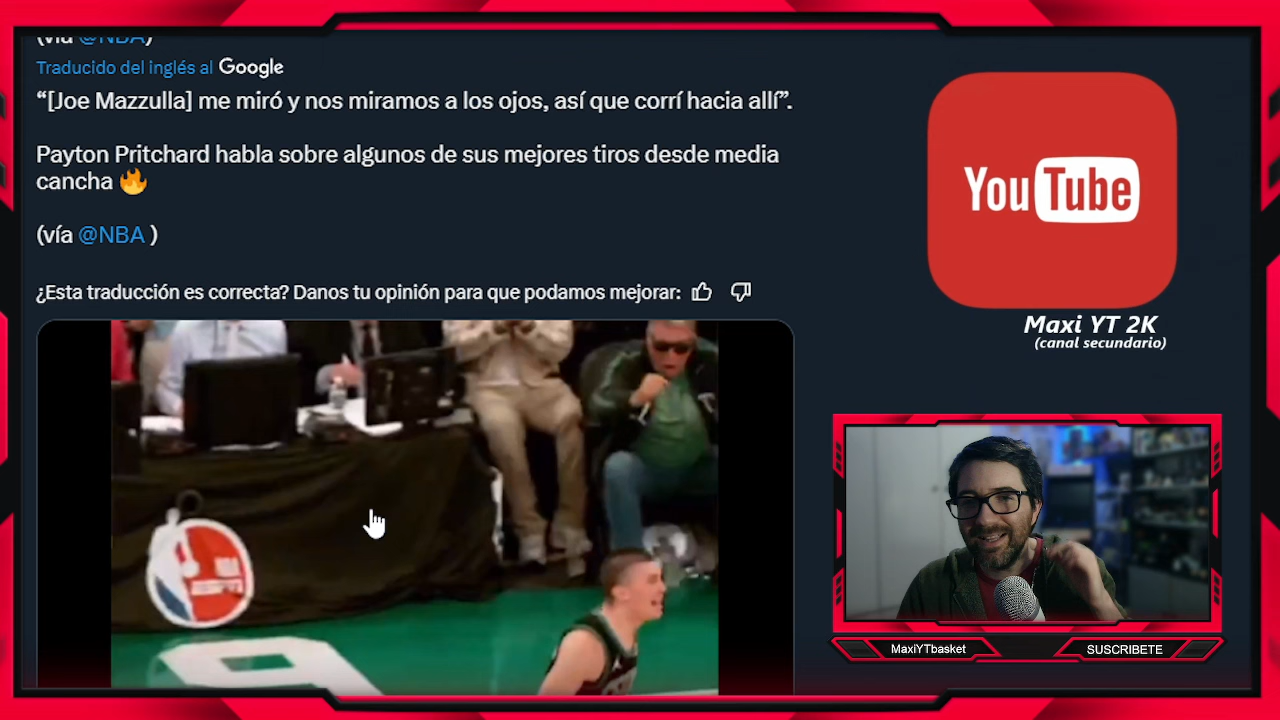 (vía @NBA)
Traducido del inglés al Google
“[Joe Mazzulla] me miró y nos miramos a los ojos, así que corrí hacia allí”.
Payton Pritchard habla sobre algunos de sus mejores tiros desde media
cancha 🔥
(vía @NBA )
¿Esta traducción es correcta? Danos tu opinión para que podamos mejorar:
YouTube
Maxi YT 2K
(canal secundario)
MaxiYTbasket
SUSCRIBETE